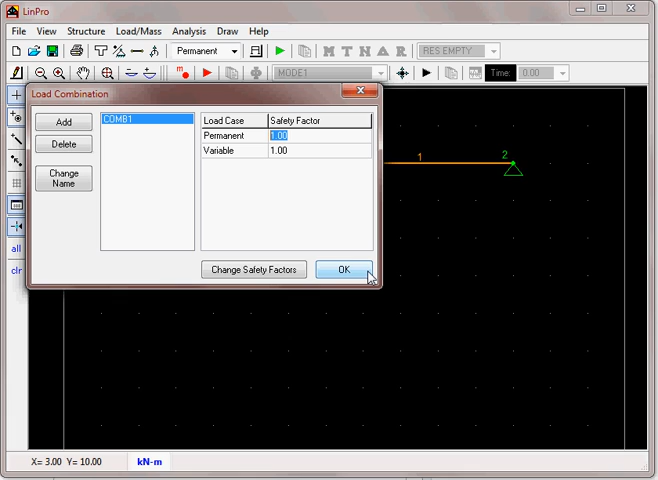 LinPro
File View Structure Load/Mass Analysis Draw Help
Permanent M T N A R RES EMPTY
m MODE1 Time: 0.00
Load Combination
Add COMB1 Load Case Safety Factor
Permanent 1.00
Delete Variable 1.00
Change
Name
Change Safety Factors OK
1 2
all
clr
X= 3.00 Y= 10.00 kN-m